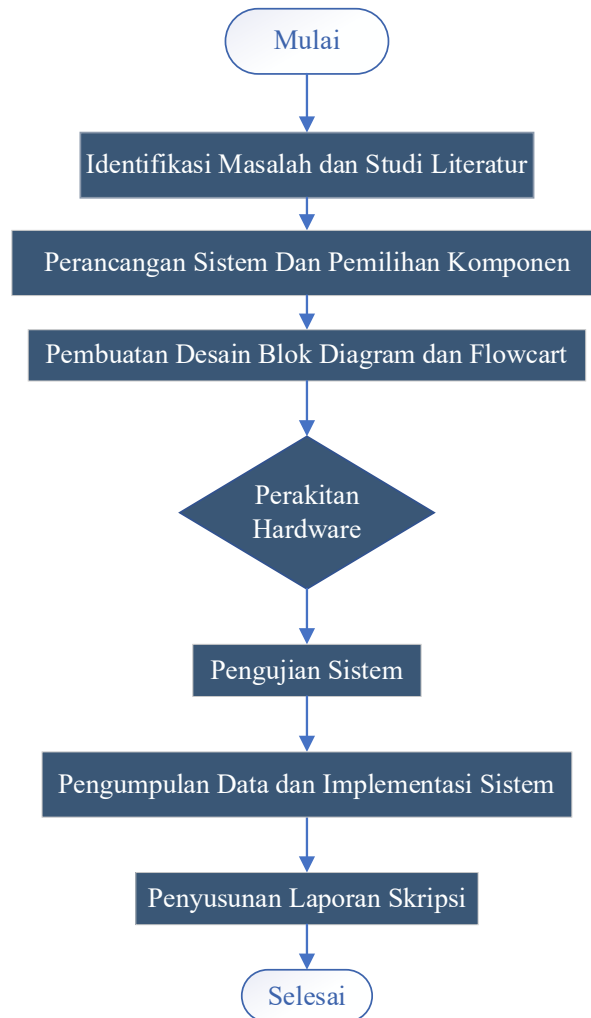 Mulai
Identifikasi Masalah dan Studi Literatur
Perancangan Sistem Dan Pemilihan Komponen
Pembuatan Desain Blok Diagram dan Flowcart
Perakitan
Hardware
Pengujian Sistem
Pengumpulan Data dan Implementasi Sistem
Penyusunan Laporan Skripsi
Selesai